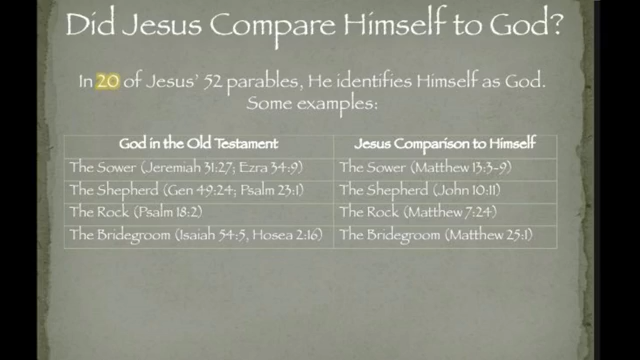 Did Jesus Compare Himself to God?
In 20 of Jesus' 52 parables, He identifies Himself as God.
Some examples:
God in the Old Testament
Jesus Comparison to Himself
The Sower (Jeremiah 31:27; Ezra 34:9)
The Sower (Matthew 13:3-9)
The Shepherd (Gen 49:24; Psalm 23:1)
The Shepherd (John 10:11)
The Rock (Psalm 18:2)
The Rock (Matthew 7:24)
The Bridegroom (Isaiah 54:5, Hosea 2:16)
The Bridegroom (Matthew 25:1)